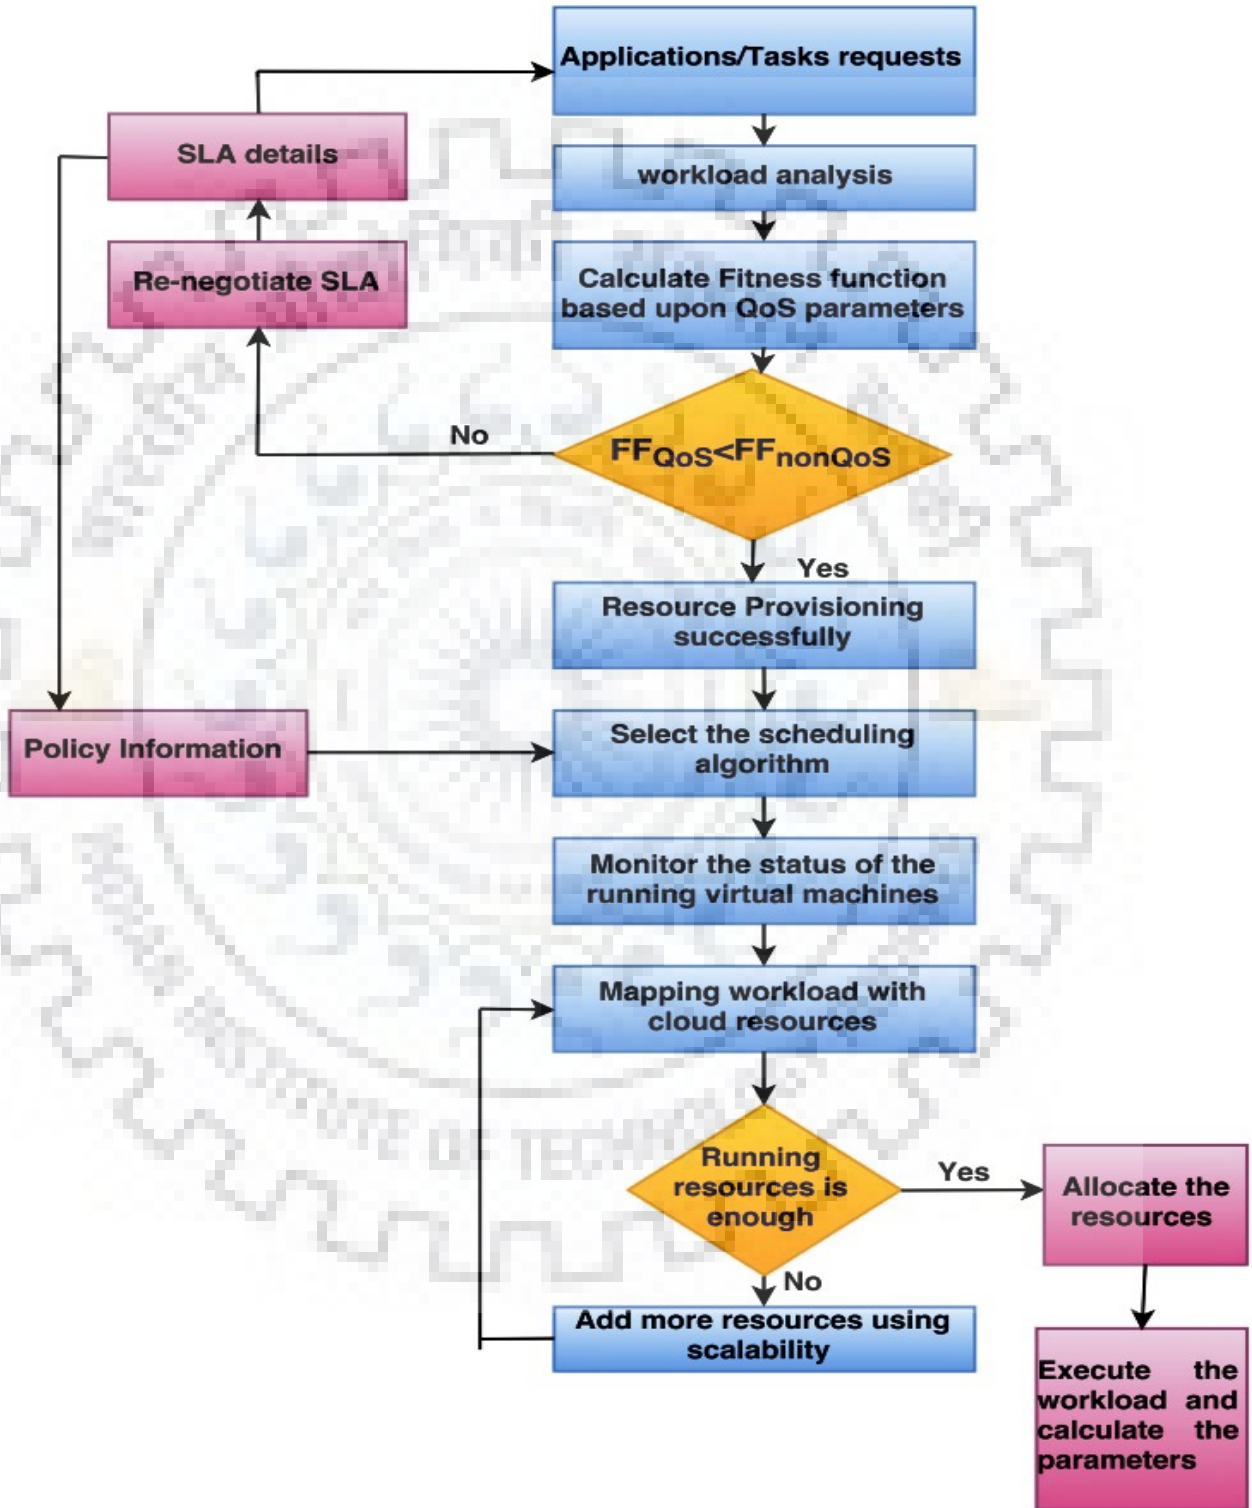 Applications/Tasks requests
SLA details
workload analysis
Re-negotiate SLA
Calculate Fitness function
based upon QoS parameters
No
FFQoS<FFnonQoS
Yes
Resource Provisioning
successfully
Policy Information
Select the scheduling
algorithm
Monitor the status of the
running virtual machines
Mapping workload with
cloud resources
Running
resources is
enough
Yes
Allocate the
resources
No
Add more resources using
scalability
Execute the
workload and
calculate the
parameters